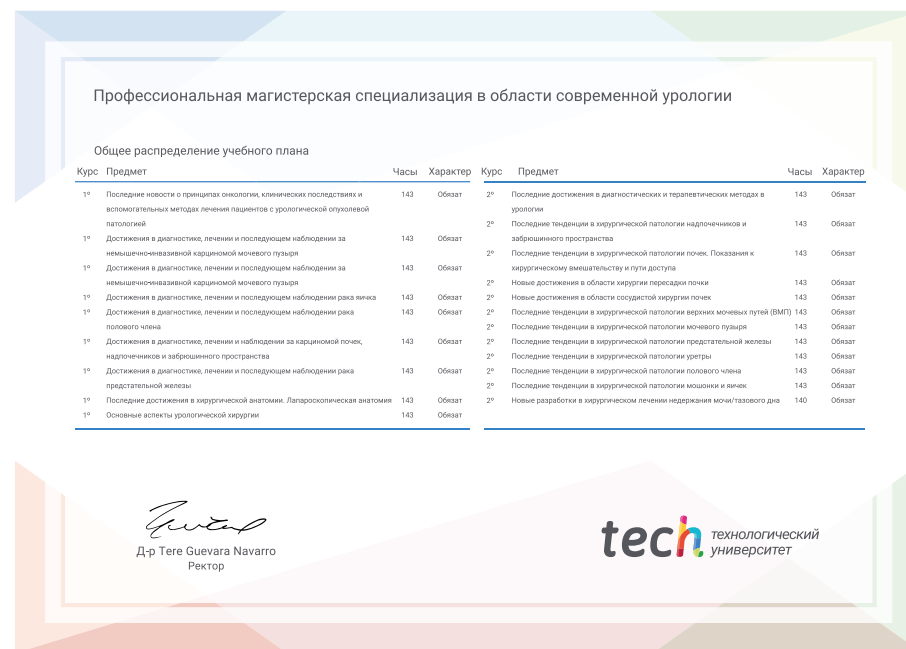 Профессиональная магистерская специализация в области современной урологии
Общее распределение учебного плана
Курс Предмет Часы Характер
1º Последние новости о принципах онкологии, клинических последствиях и 143 Обязат
вспомогательных методах лечения пациентов с урологической опухолевой
патологией
1º Достижения в диагностике, лечении и последующем наблюдении за 143 Обязат
немышечно-инвазивной карциномой мочевого пузыря
1º Достижения в диагностике, лечении и последующем наблюдении за 143 Обязат
немышечно-инвазивной карциномой мочевого пузыря
1º Достижения в диагностике, лечении и последующем наблюдении рака яичка 143 Обязат
1º Достижения в диагностике, лечении и последующем наблюдении рака 143 Обязат
полового члена
1º Достижения в диагностике, лечении и наблюдении за карциномой почек, 143 Обязат
надпочечников и забрюшинного пространства
1º Достижения в диагностике, лечении и последующем наблюдении рака 143 Обязат
предстательной железы
1º Последние достижения в хирургической анатомии. Лапароскопическая анатомия 143 Обязат
1º Основные аспекты урологической хирургии 143 Обязат
Курс Предмет Часы Характер
2º Последние достижения в диагностических и терапевтических методах в 143 Обязат
урологии
2º Последние тенденции в хирургической патологии надпочечников и 143 Обязат
забрюшинного пространства
2º Последние тенденции в хирургической патологии почек. Показания к 143 Обязат
хирургическому вмешательству и пути доступа
2º Новые достижения в области хирургии пересадки почки 143 Обязат
2º Новые достижения в области сосудистой хирургии почек 143 Обязат
2º Последние тенденции в хирургической патологии верхних мочевых путей (ВМП) 143 Обязат
2º Последние тенденции в хирургической патологии мочевого пузыря 143 Обязат
2º Последние тенденции в хирургической патологии предстательной железы 143 Обязат
2º Последние тенденции в хирургической патологии уретры 143 Обязат
2º Последние тенденции в хирургической патологии полового члена 143 Обязат
2º Последние тенденции в хирургической патологии мошонки и яичек 143 Обязат
2º Новые разработки в хирургическом лечении недержания мочи/тазового дна 140 Обязат
Д-р Tere Guevara Navarro
Ректор
tech технологический
университет